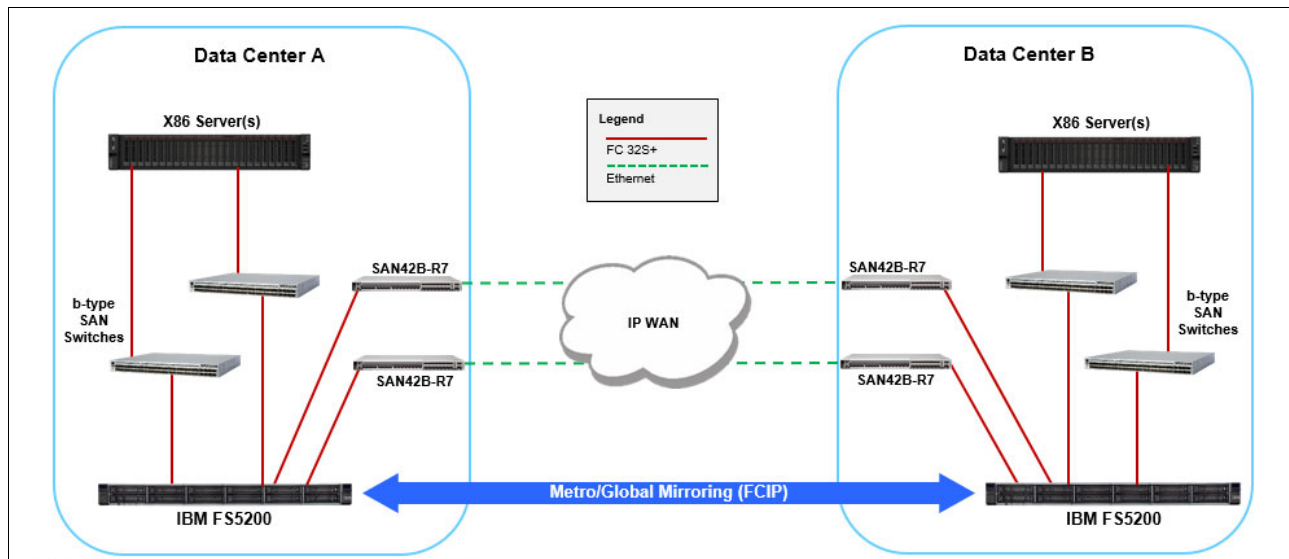 Data Center A
Data Center B
X86 Server(s)
Legend
FC 32S+
Ethernet
X86 Server(s)
SAN42B-R7
SAN42B-R7
b-type
SAN
Switches
IP WAN
b-type
SAN
Switches
SAN42B-R7
SAN42B-R7
Metro/Global Mirroring (FCIP)
IBM FS5200
IBM FS5200